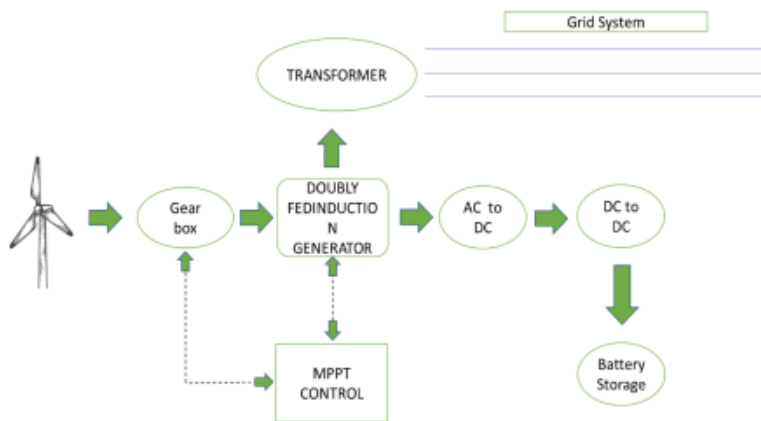 Grid System
TRANSFORMER
DOUBLY
FEDINDUCTIO
N
GENERATOR
Gear
box
AC to
DC
DC to
DC
MPPT
CONTROL
Battery
Storage